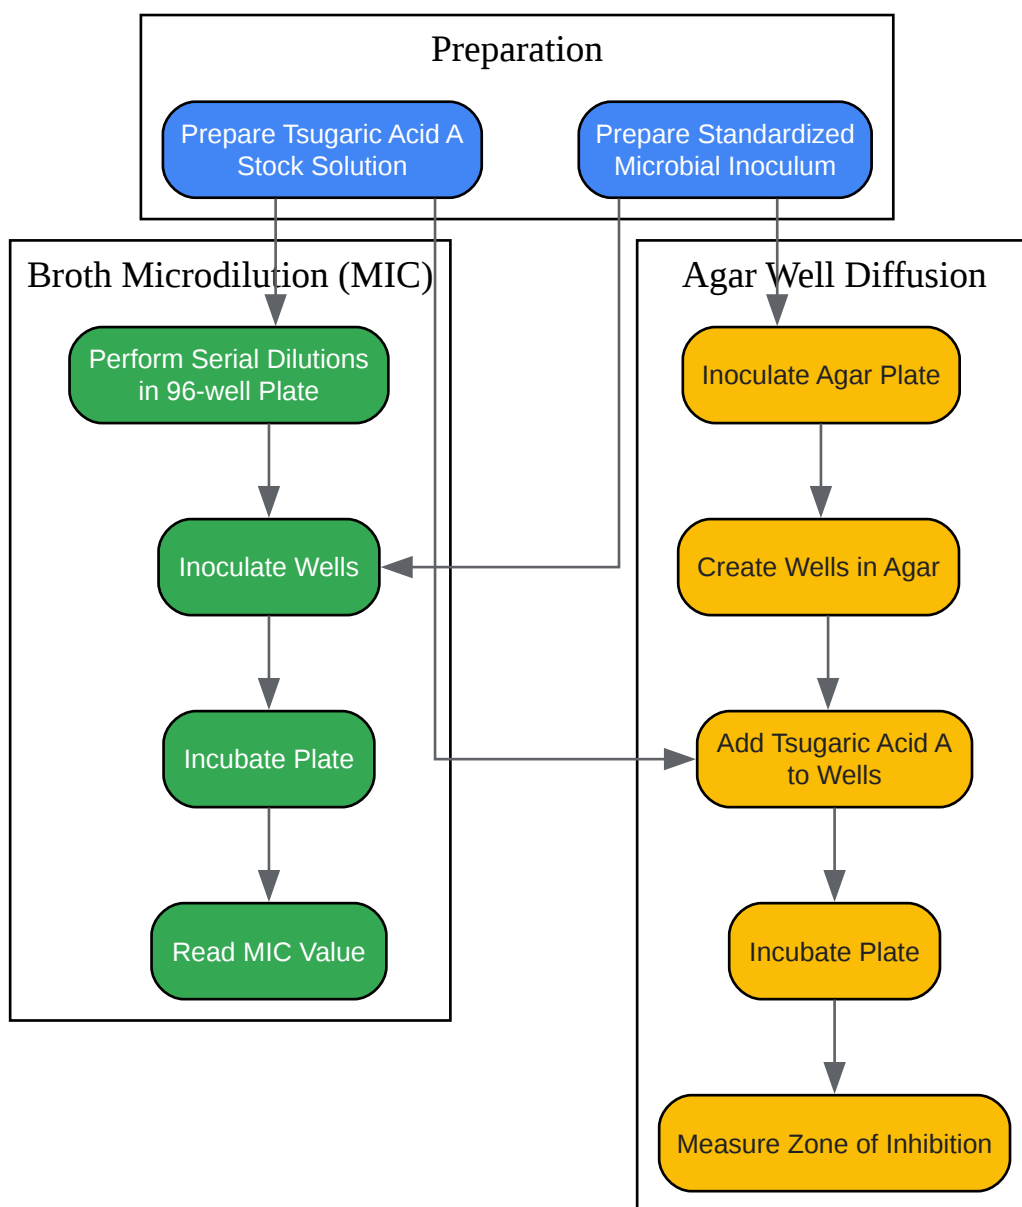 Preparation
Prepare Tsugaric Acid A
Stock Solution
Prepare Standardized
Microbial Inoculum
Broth Microdilution (MIC)
Perform Serial Dilutions
in 96-well Plate
Inoculate Wells
Incubate Plate
Read MIC Value
Agar Well Diffusion
Inoculate Agar Plate
Create Wells in Agar
Add Tsugaric Acid A
to Wells
Incubate Plate
Measure Zone of Inhibition